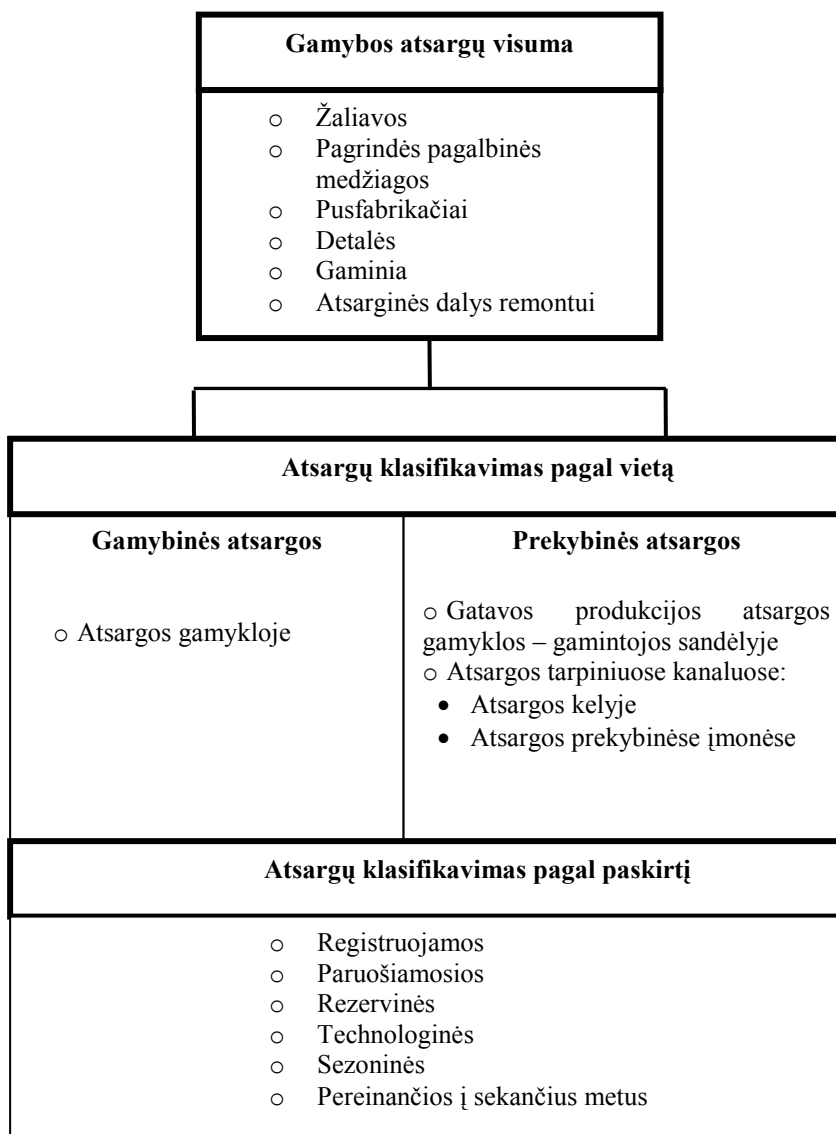 Gamybos atsargų visuma
o Žaliavos
o Pagrindės pagalbinės
medžiagos
o Pusfabrikačiai
o Detalės
o Gaminia
o Atsarginės dalys remontui
Atsargų klasifikavimas pagal vietą
Gamybinės atsargos
o Atsargos gamykloje
Prekybinės atsargos
o Gatavos produkcijos atsargos
gamyklos – gamintojos sandėlyje
o Atsargos tarpiniuose kanaluose:
• Atsargos kelyje
• Atsargos prekybinėse įmonėse
Atsargų klasifikavimas pagal paskirtį
o Registruojamos
o Paruošiamosios
o Rezervinės
o Technologinės
o Sezoninės
o Pereinančios į sekančius metus